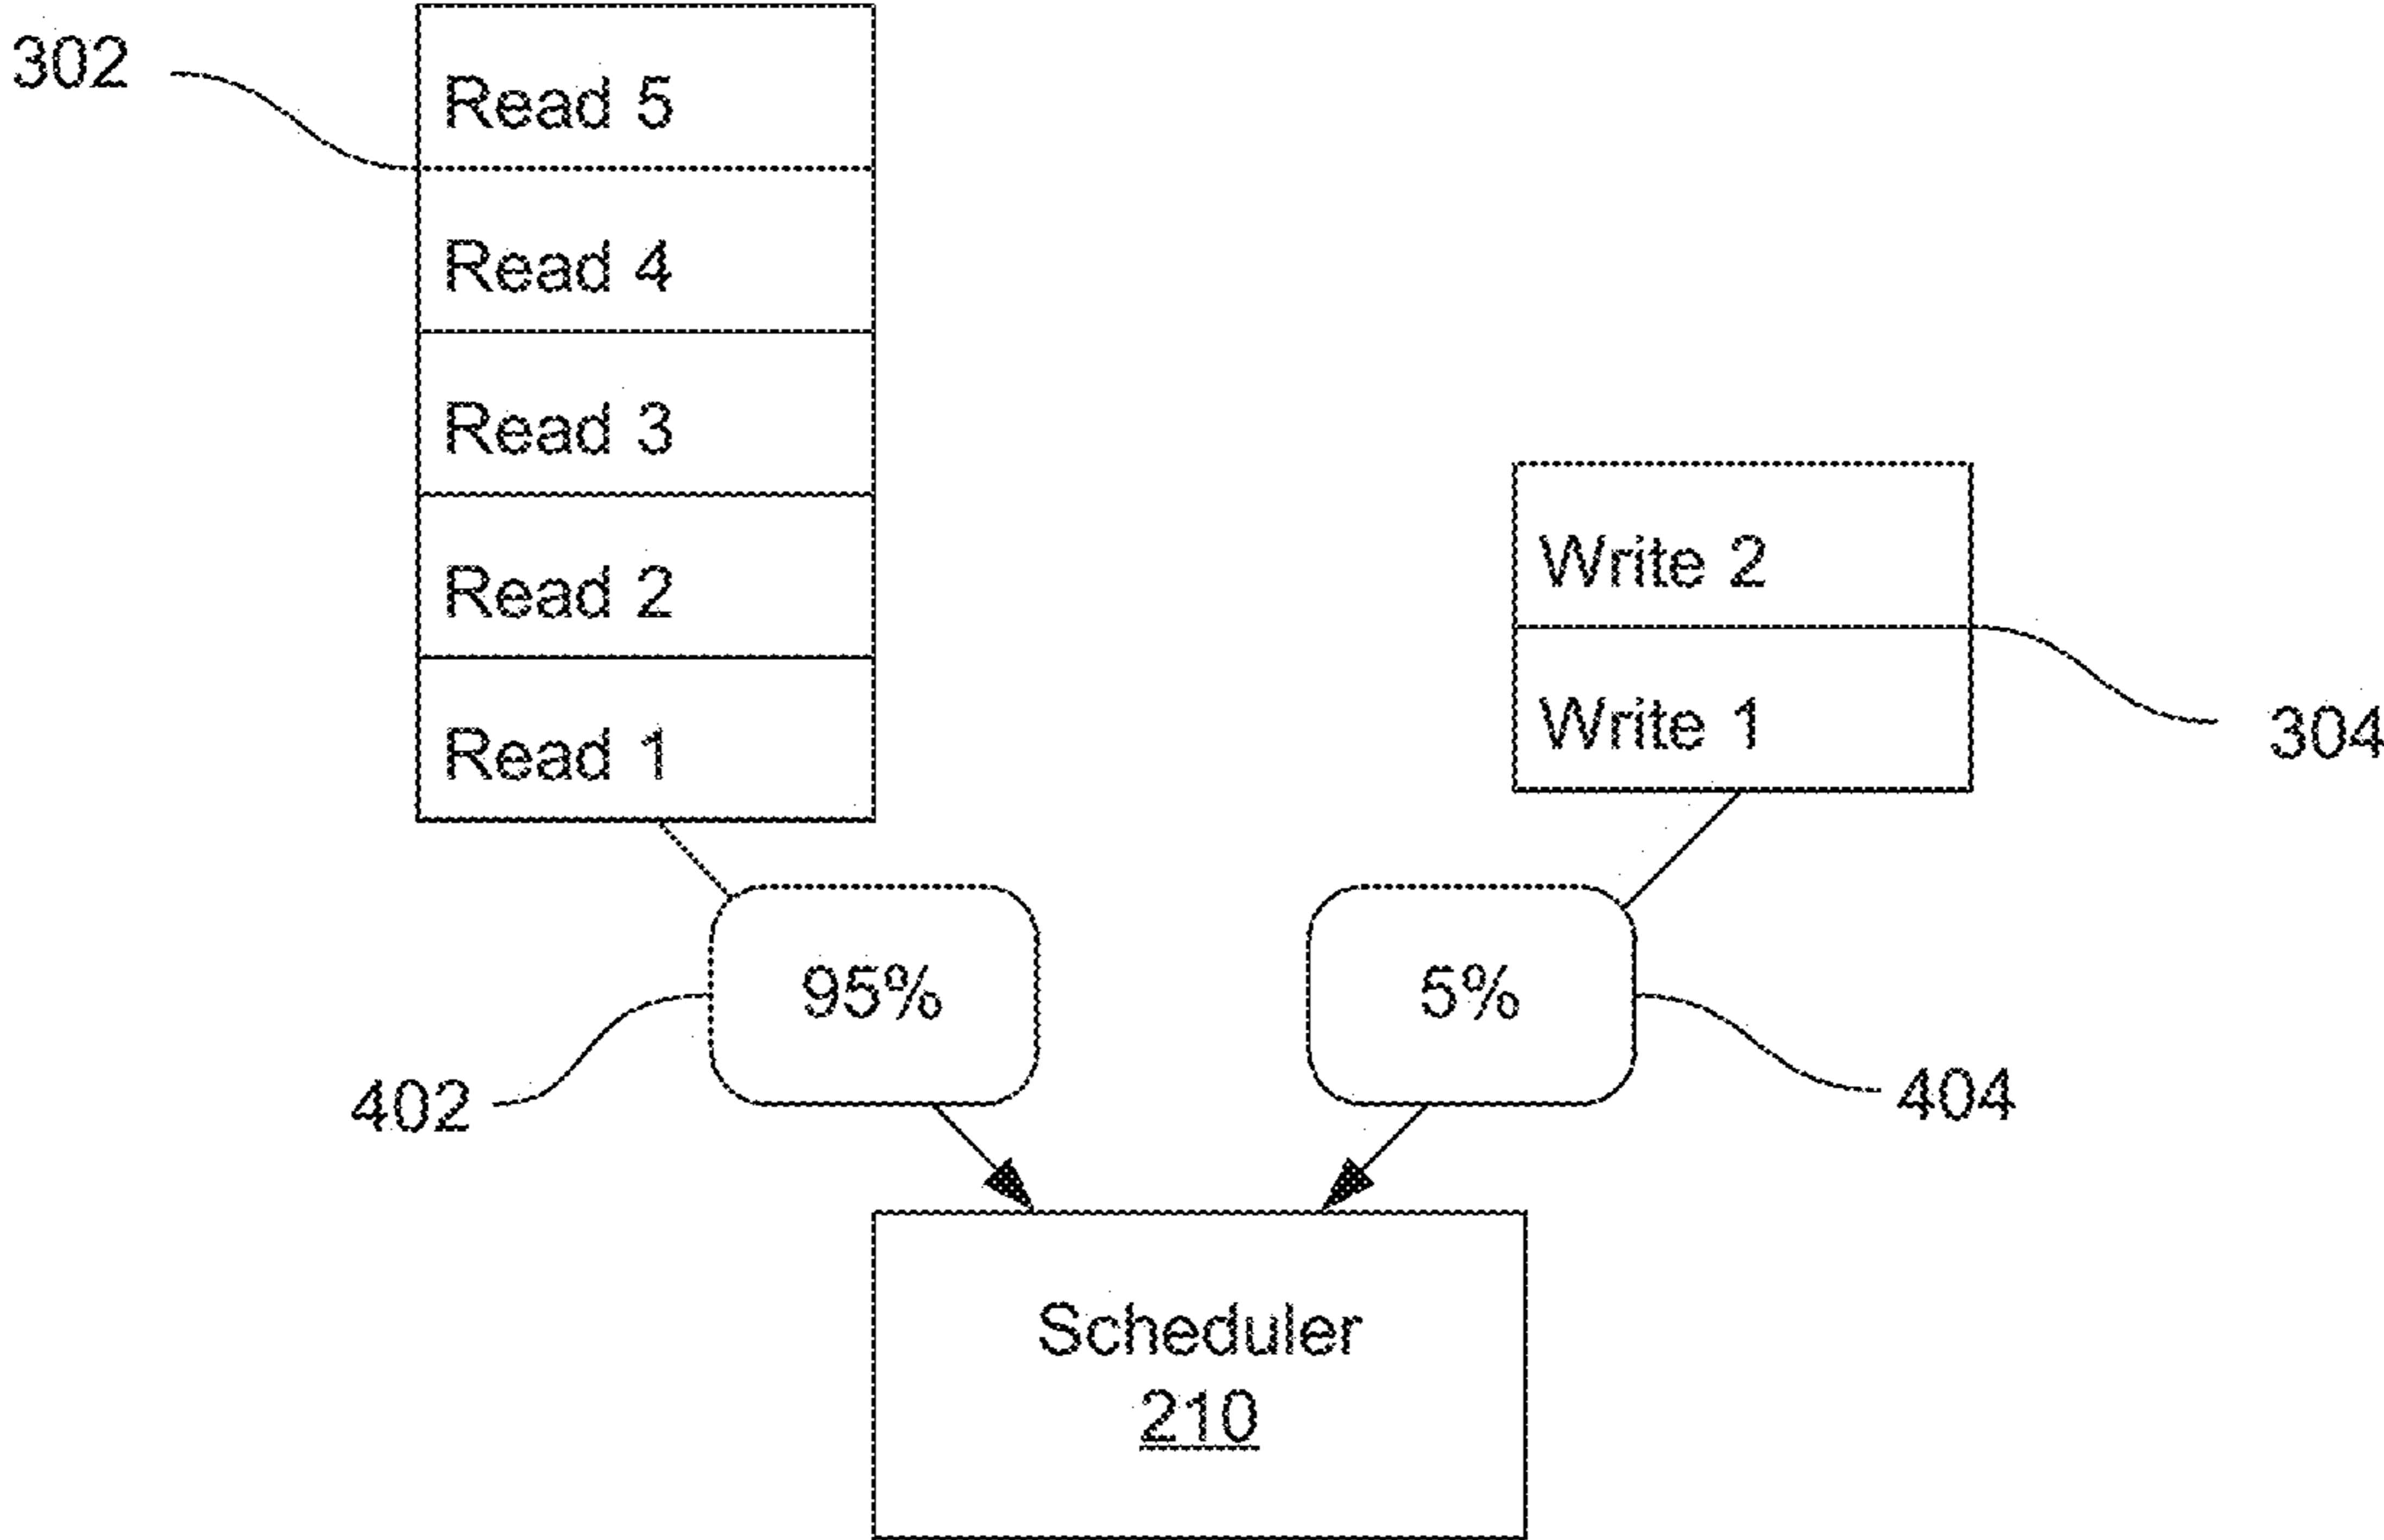 302
Read 5
Read 4
Read 3
Read 2
Read 1
Write 2
Write 1
304
95%
5%
402
404
Scheduler
210